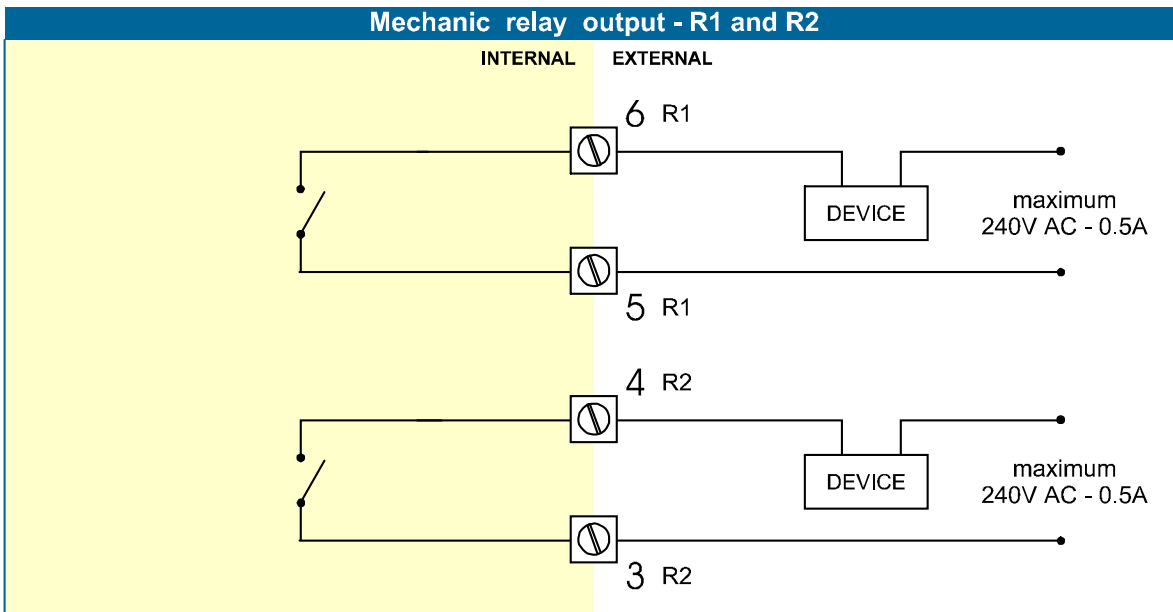 Mechanic relay output - R1 and R2
INTERNAL EXTERNAL
6 R1
DEVICE
maximum
240V AC - 0.5A
5 R1
4 R2
DEVICE
maximum
240V AC - 0.5A
3 R2